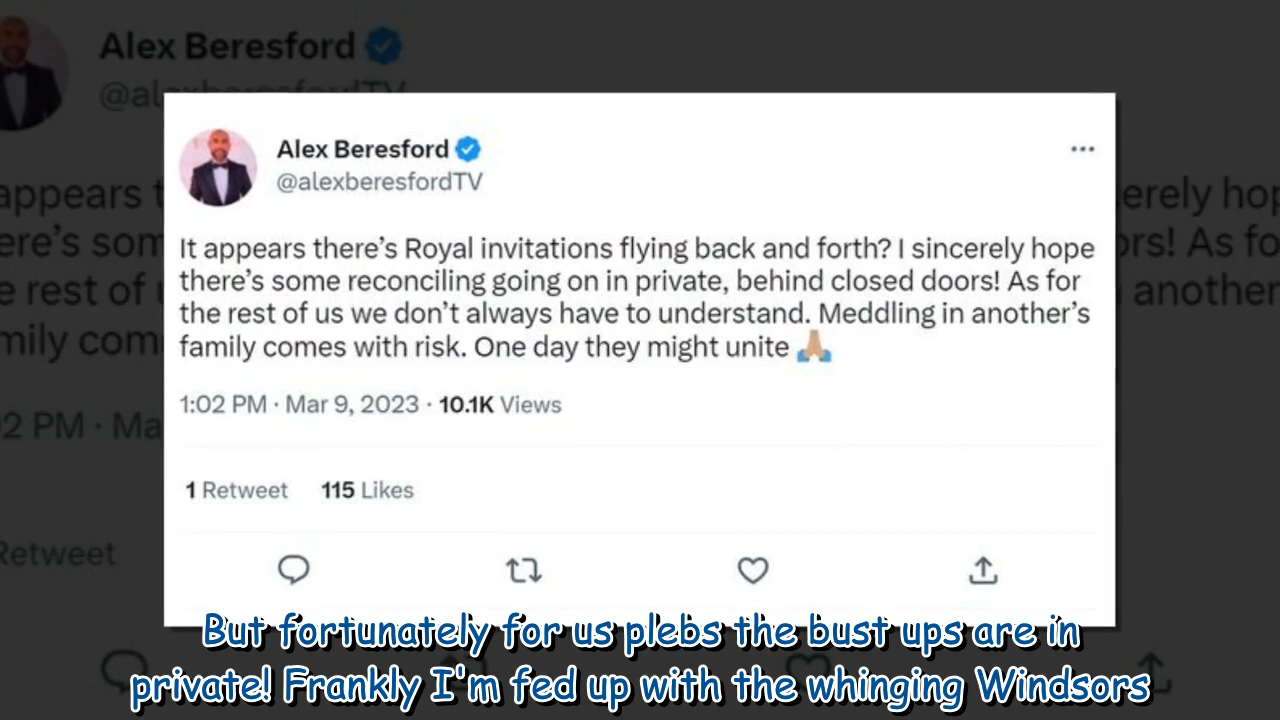 Alex Beresford
@alexberesfordTV
It appears there’s Royal invitations flying back and forth? I sincerely hope
there’s some reconciling going on in private, behind closed doors! As for
the rest of us we don’t always have to understand. Meddling in another’s
family comes with risk. One day they might unite 🙏🏽
1:02 PM · Mar 9, 2023 · 10.1K Views
1 Retweet 115 Likes
But fortunately for us plebs the bust ups are in
private! Frankly I'm fed up with the whinging Windsors